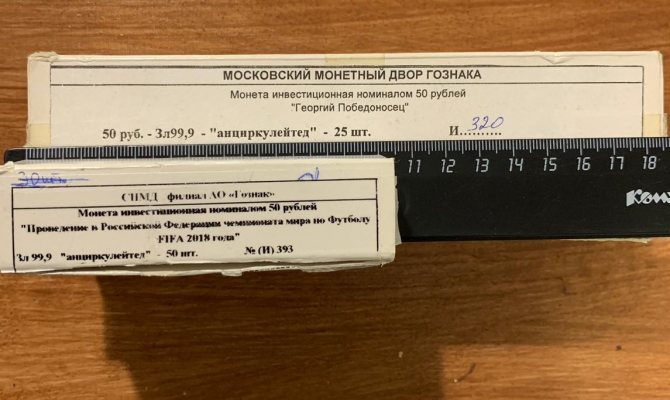 МОСКОВСКИЙ МОНЕТНЫЙ ДВОР ГОЗНАКА
Монета инвестиционная номиналом 50 рублей
"Георгий Победоносец"
50 руб. - Зл99,9 - "анциркулейтед" - 25 шт. И.320.........
11 12 13 14 15 16 17 18
СПМД филиал АО «Гознак»
Монета инвестиционная номиналом 50 рублей
"Проведение в Российской Федерации чемпионата мира по Футболу
FIFA 2018 года"
Зл 99,9 "анциркулейтед" - 50 шт. № (И) 393